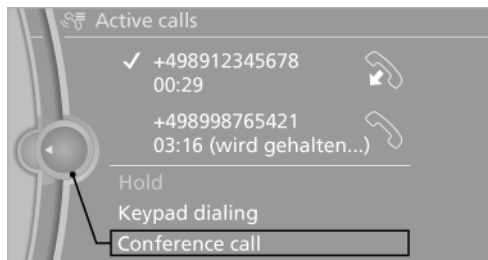 Active calls
+498912345678
00:29
+498998765421
03:16 (wird gehalten...)
Hold
Keypad dialing
Conference call